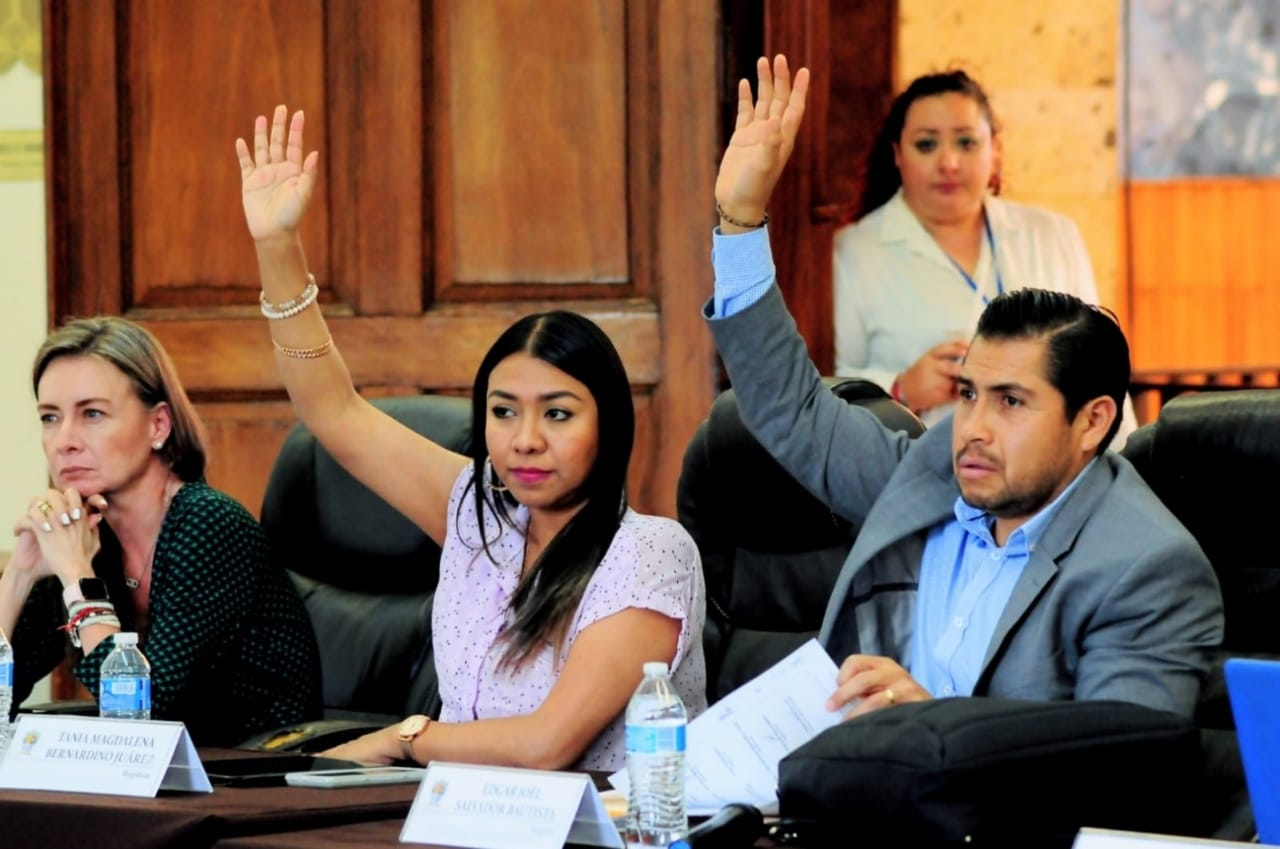 TANIA MAGDALENA
BERNARDINO JUÁREZ
Regidora
EDGAR JOEL
SALVADOR BAUTISTA